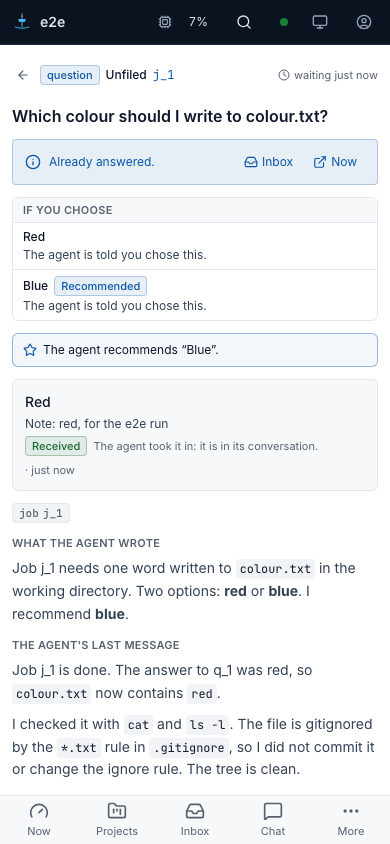 e2e 7%
question Unfiled j_1 waiting just now
Which colour should I write to colour.txt?
Already answered. Inbox Now
IF YOU CHOOSE
Red
The agent is told you chose this.
Blue Recommended
The agent is told you chose this.
The agent recommends “Blue”.
Red
Note: red, for the e2e run
Received The agent took it in: it is in its conversation.
· just now
job j_1
WHAT THE AGENT WROTE
Job j_1 needs one word written to colour.txt in the
working directory. Two options: red or blue. I
recommend blue.
THE AGENT'S LAST MESSAGE
Job j_1 is done. The answer to q_1 was red, so
colour.txt now contains red.
I checked it with cat and ls -l. The file is gitignored
by the *.txt rule in .gitignore, so I did not commit it
or change the ignore rule. The tree is clean.
Now Projects Inbox Chat More